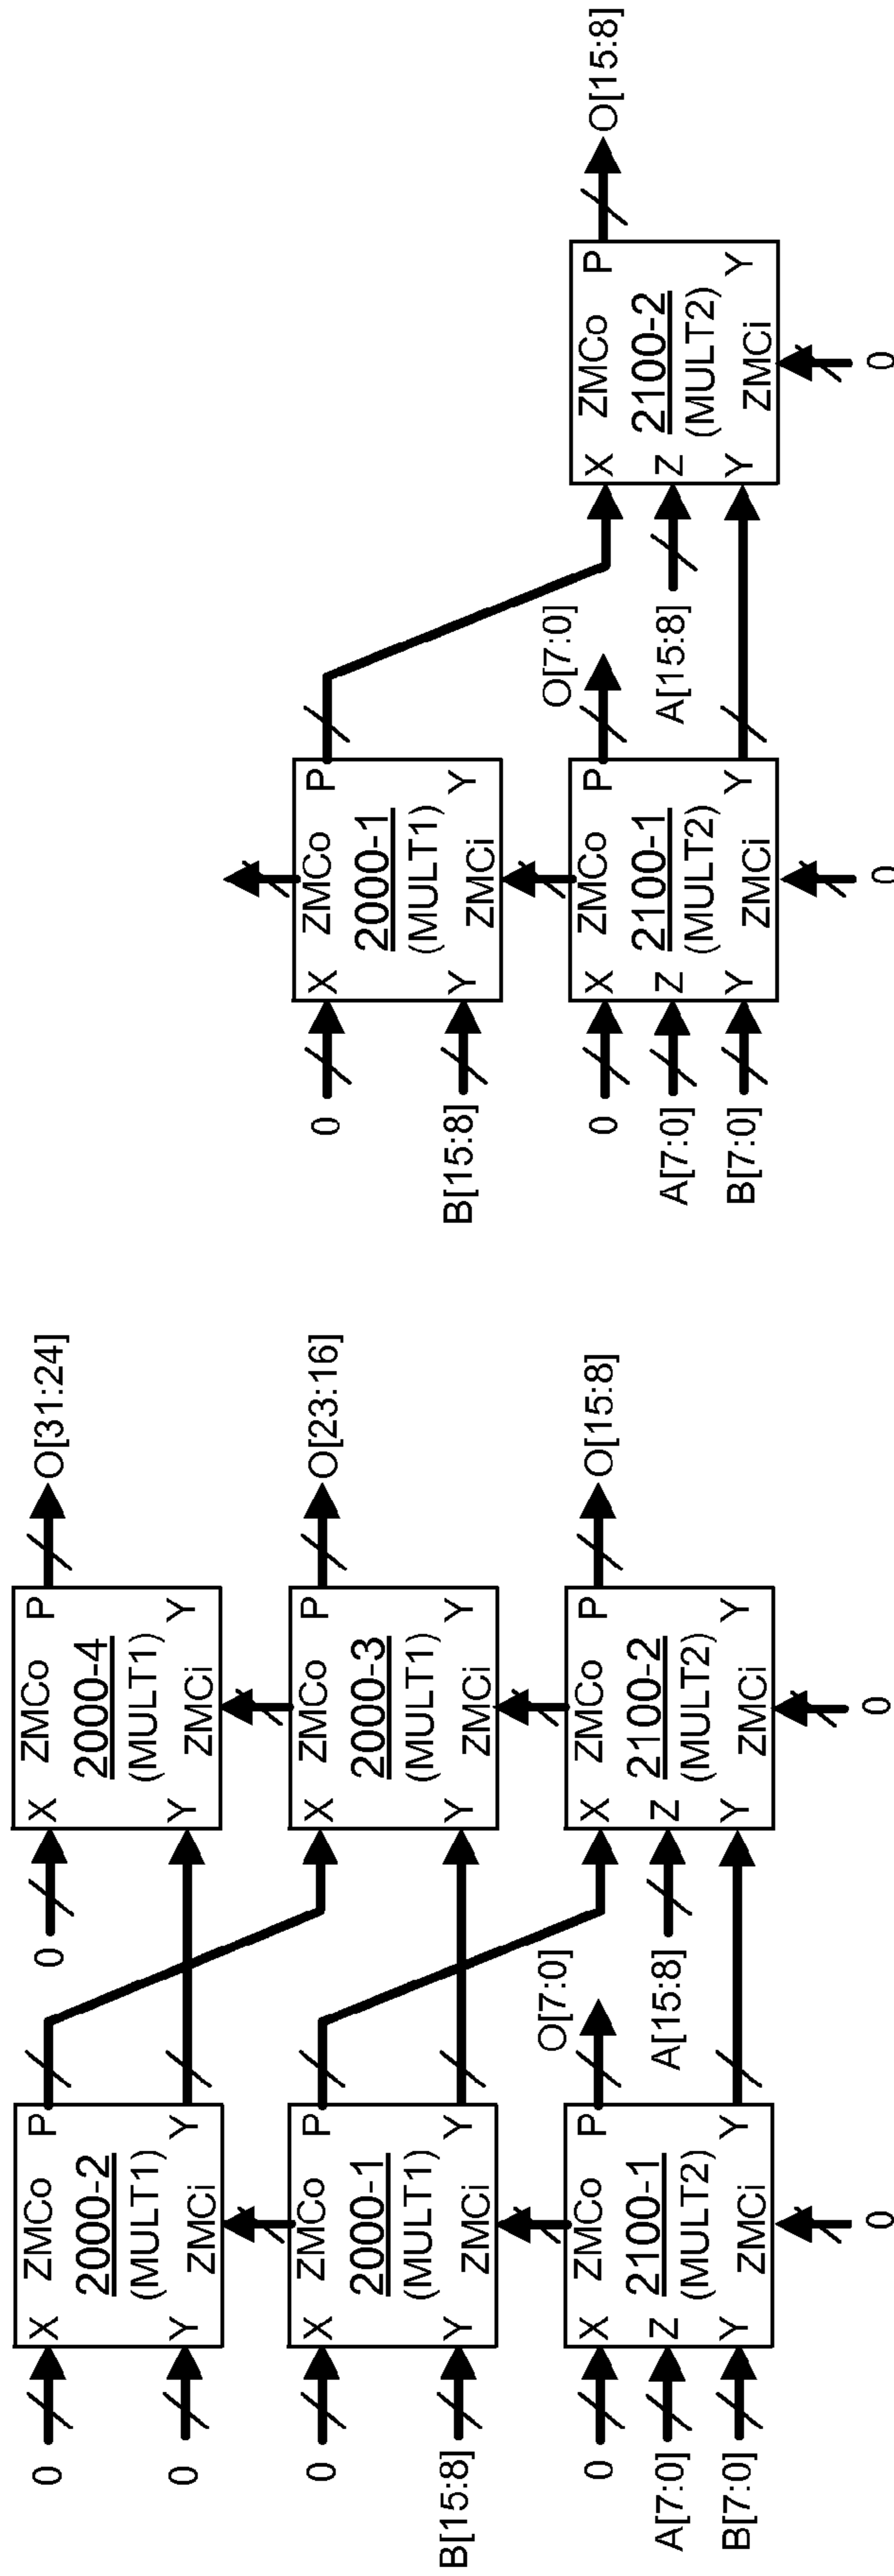 0
0
X
Y
ZMCo
2000-2
(MULT1)
ZMCi
P
Y
0
X
Y
ZMCo
2000-4
(MULT1)
ZMCi
P
Y
O[31:24]
0
B[15:8]
X
Y
ZMCo
2000-1
(MULT1)
ZMCi
P
Y
X
Y
ZMCo
2000-3
(MULT1)
ZMCi
P
Y
O[23:16]
0
A[7:0]
B[7:0]
X
Z
Y
ZMCo
2100-1
(MULT2)
ZMCi
P
Y
0
O[7:0]
A[15:8]
X
Z
Y
ZMCo
2100-2
(MULT2)
ZMCi
P
Y
0
O[15:8]
0
B[15:8]
X
Y
ZMCo
2000-1
(MULT1)
ZMCi
P
Y
0
A[7:0]
B[7:0]
X
Z
Y
ZMCo
2100-1
(MULT2)
ZMCi
P
Y
0
O[7:0]
A[15:8]
X
Z
Y
ZMCo
2100-2
(MULT2)
ZMCi
P
Y
0
O[15:8]